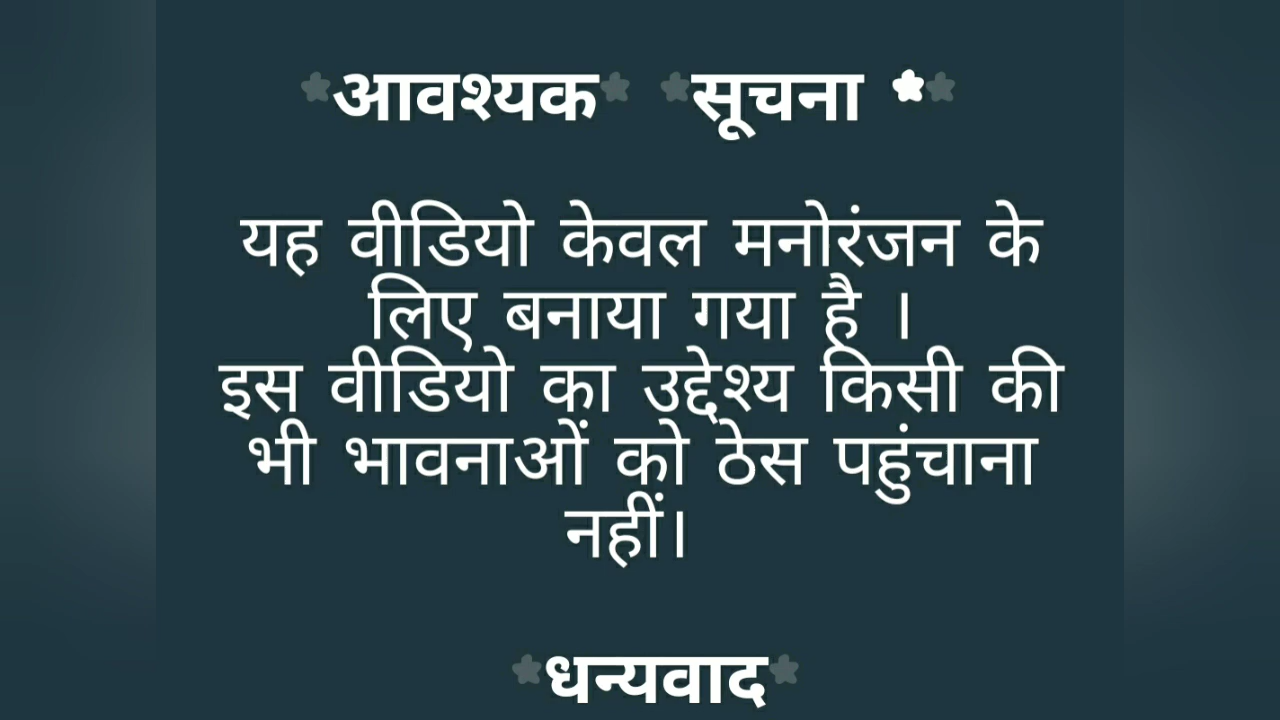 *आवश्यक* *सूचना **
यह वीडियो केवल मनोरंजन के
लिए बनाया गया है ।
इस वीडियो का उद्देश्य किसी की
भी भावनाओं को ठेस पहुंचाना
नहीं।
*धन्यवाद*